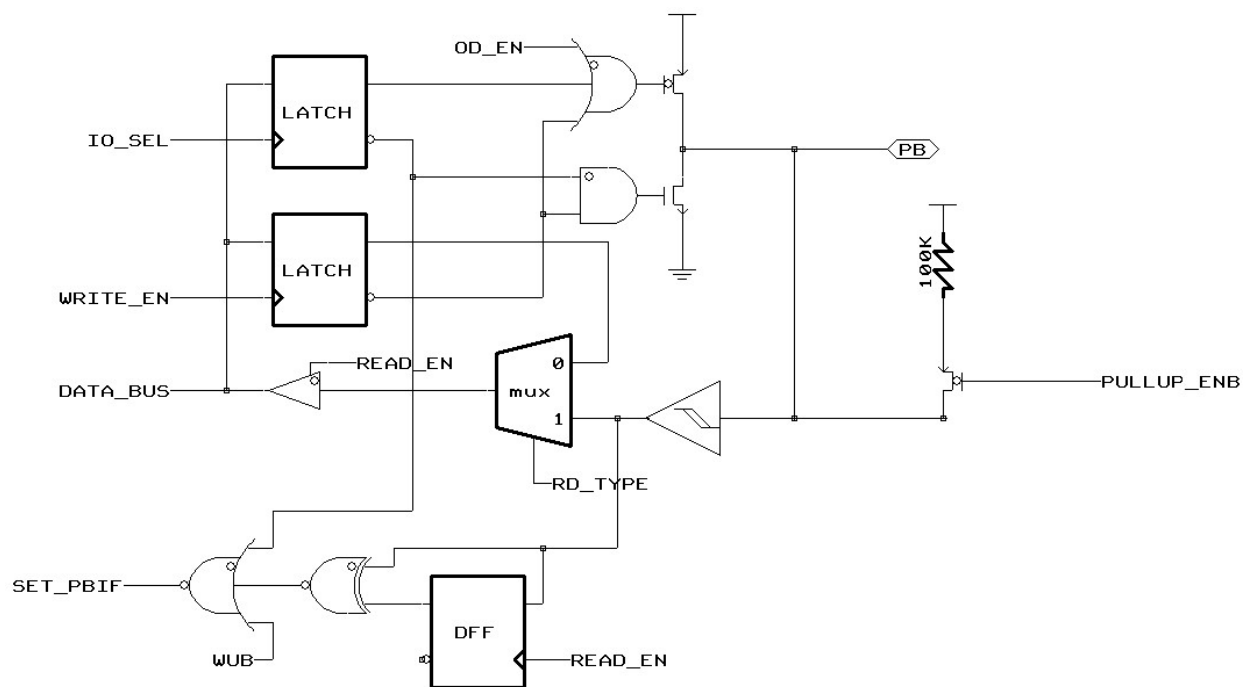 OD_EN
LATCH
IO_SEL
PB
100K
LATCH
WRITE_EN
READ_EN
0
DATA_BUS
mux
PULLUP_ENB
1
RD_TYPE
SET_PBIF
DFF
WUB
READ_EN